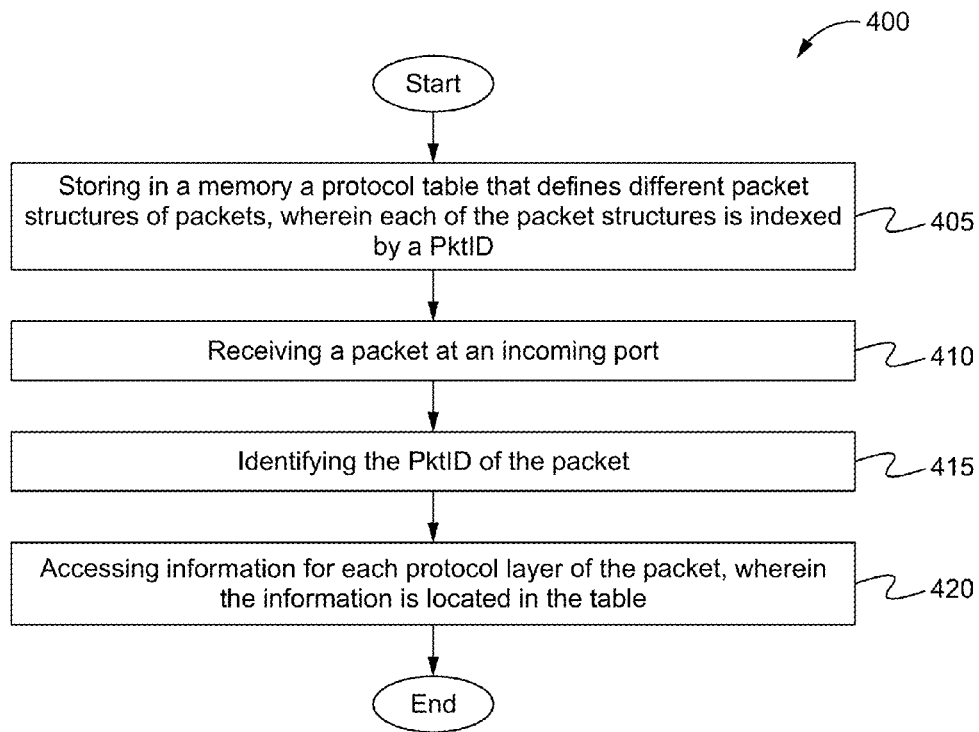 400
Start
Storing in a memory a protocol table that defines different packet
structures of packets, wherein each of the packet structures is indexed
by a PktID
405
Receiving a packet at an incoming port
410
Identifying the PktID of the packet
415
Accessing information for each protocol layer of the packet, wherein
the information is located in the table
420
End